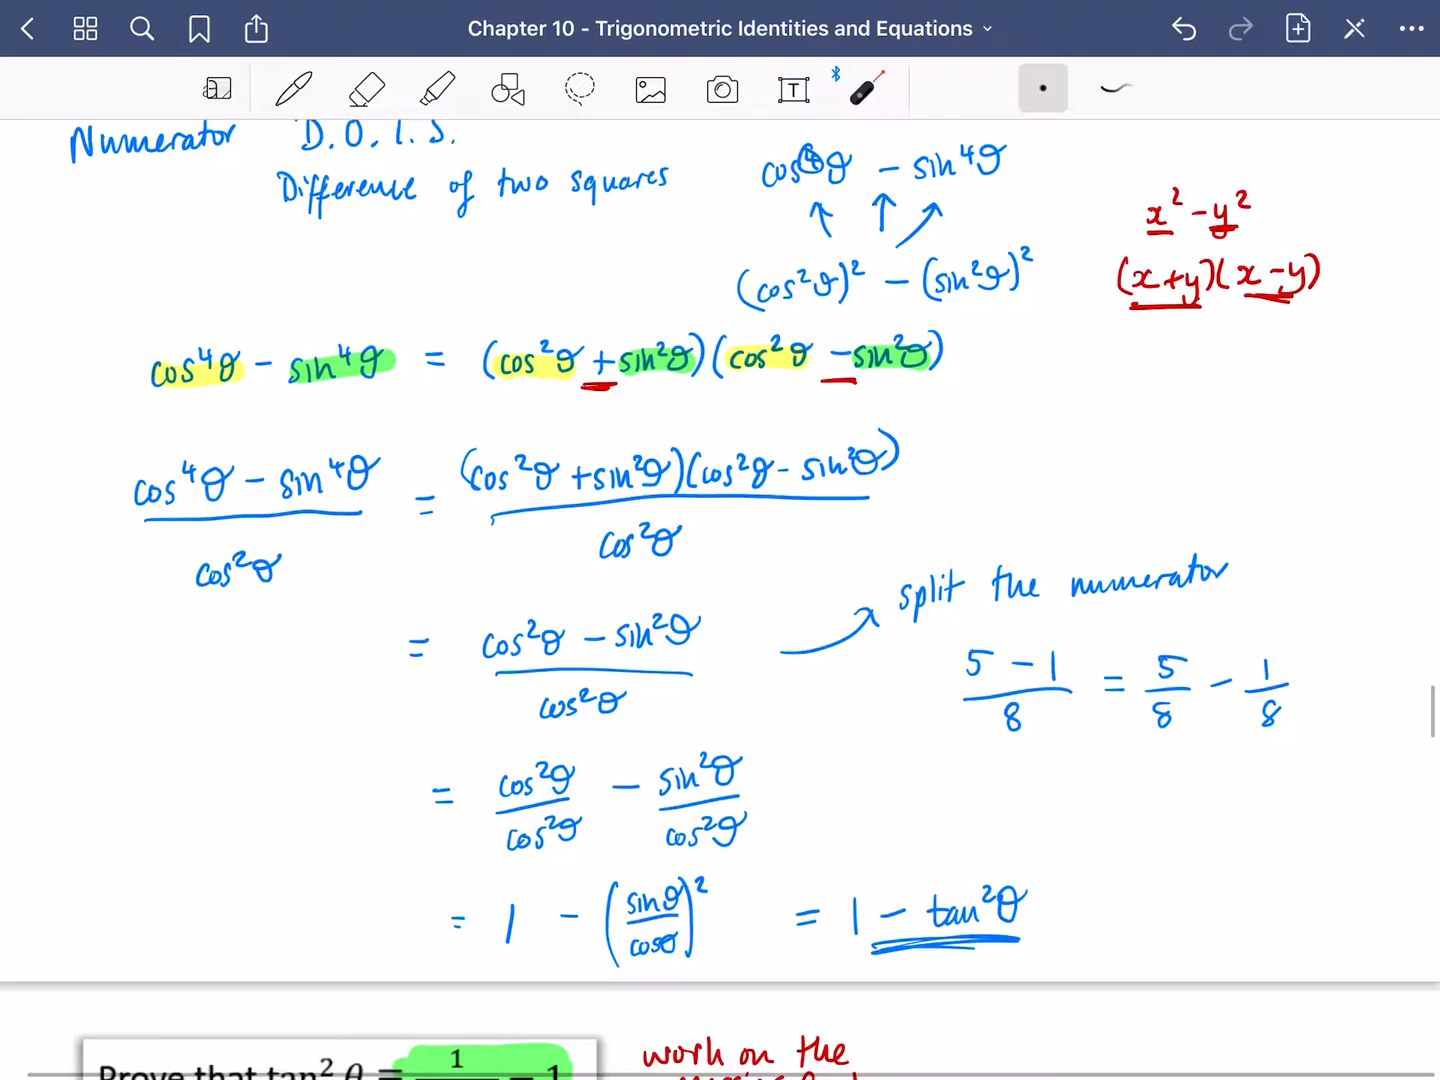 Chapter 10 - Trigonometric Identities and Equations
Numerator D.O.T.S.
Difference of two squares
cos⁴θ - sin⁴θ
(cos²θ)² - (sin²θ)²
x² - y²
(x+y)(x-y)
cos⁴θ - sin⁴θ = (cos²θ + sin²θ)(cos²θ - sin²θ)
cos⁴θ - sin⁴θ / cos²θ = (cos²θ + sin²θ)(cos²θ - sin²θ) / cos²θ
= cos²θ - sin²θ / cos²θ
split the numerator
5 - 1 / 8 = 5/8 - 1/8
= cos²θ / cos²θ - sin²θ / cos²θ
= 1 - (sinθ / cosθ)² = 1 - tan²θ
Prove that tan² θ = 1 - 1
work on the